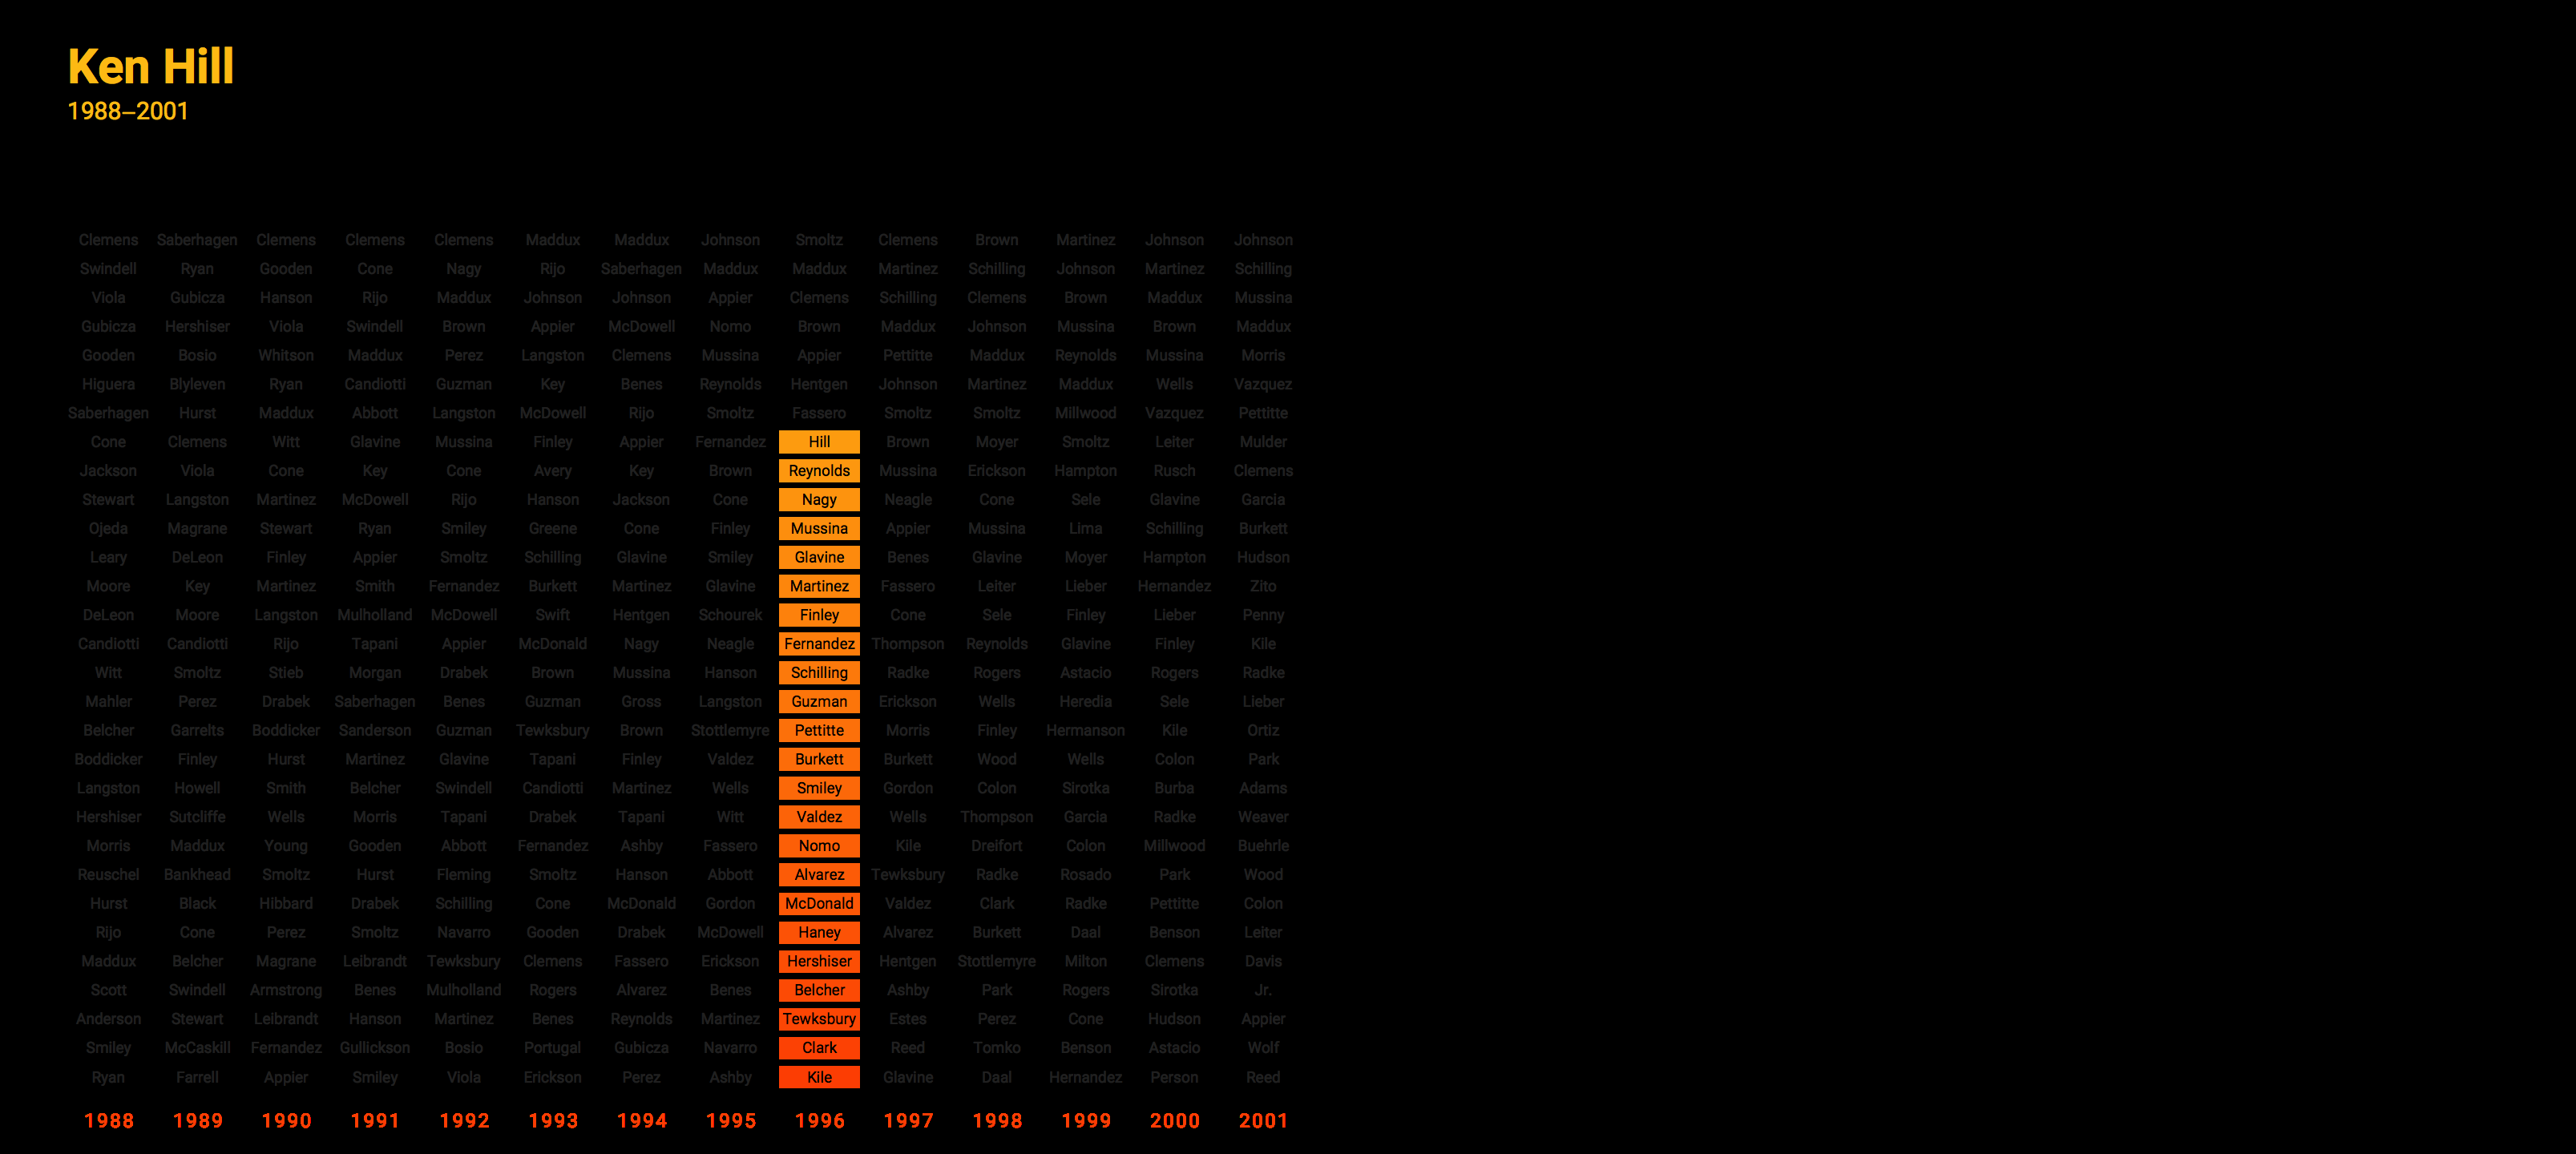 Ken Hill
1988–2001
Clemens Saberhagen Clemens Clemens Clemens Maddux Maddux Johnson Smoltz Clemens Brown Martinez Johnson Johnson
Swindell Ryan Gooden Cone Nagy Rijo Saberhagen Maddux Maddux Martinez Schilling Johnson Martinez Schilling
Viola Gubicza Hanson Rijo Maddux Johnson Johnson Appier Clemens Schilling Clemens Brown Maddux Mussina
Gubicza Hershiser Viola Swindell Brown Appier McDowell Nomo Brown Maddux Johnson Mussina Brown Maddux
Gooden Bosio Whitson Maddux Perez Langston Clemens Mussina Appier Pettitte Maddux Reynolds Mussina Morris
Higuera Blyleven Ryan Candiotti Guzman Key Benes Reynolds Hentgen Johnson Martinez Maddux Wells Vazquez
Saberhagen Hurst Maddux Abbott Langston McDowell Rijo Smoltz Fassero Smoltz Smoltz Millwood Vazquez Pettitte
Cone Clemens Witt Glavine Mussina Finley Appier Fernandez Hill Brown Moyer Smoltz Leiter Mulder
Jackson Viola Cone Key Cone Avery Key Brown Reynolds Mussina Erickson Hampton Rusch Clemens
Stewart Langston Martinez McDowell Rijo Hanson Jackson Cone Nagy Neagle Cone Sele Glavine Garcia
Ojeda Magrane Stewart Ryan Smiley Greene Cone Finley Mussina Appier Mussina Lima Schilling Burkett
Leary DeLeon Finley Appier Smoltz Schilling Glavine Smiley Glavine Benes Glavine Moyer Hampton Hudson
Moore Key Martinez Smith Fernandez Burkett Martinez Glavine Martinez Fassero Leiter Lieber Hernandez Zito
DeLeon Moore Langston Mulholland McDowell Swift Hentgen Schourek Finley Cone Sele Finley Lieber Penny
Candiotti Candiotti Rijo Tapani Appier McDonald Nagy Neagle Fernandez Thompson Reynolds Glavine Finley Kile
Witt Smoltz Stieb Morgan Drabek Brown Mussina Hanson Schilling Radke Rogers Astacio Rogers Radke
Mahler Perez Drabek Saberhagen Benes Guzman Gross Langston Guzman Erickson Wells Heredia Sele Lieber
Belcher Garrelts Boddicker Sanderson Guzman Tewksbury Brown Stottlemyre Pettitte Morris Finley Hermanson Kile Ortiz
Boddicker Finley Hurst Martinez Glavine Tapani Finley Valdez Burkett Burkett Wood Wells Colon Park
Langston Howell Smith Belcher Swindell Candiotti Martinez Wells Smiley Gordon Colon Sirotka Burba Adams
Hershiser Sutcliffe Wells Morris Tapani Drabek Tapani Witt Valdez Wells Thompson Garcia Radke Weaver
Morris Maddux Young Gooden Abbott Fernandez Ashby Fassero Nomo Kile Dreifort Colon Millwood Buehrle
Reuschel Bankhead Smoltz Hurst Fleming Smoltz Hanson Abbott Alvarez Tewksbury Radke Rosado Park Wood
Hurst Black Hibbard Drabek Schilling Cone McDonald Gordon McDonald Valdez Clark Radke Pettitte Colon
Rijo Cone Perez Smoltz Navarro Gooden Drabek McDowell Haney Alvarez Burkett Daal Benson Leiter
Maddux Belcher Magrane Leibrandt Tewksbury Clemens Fassero Erickson Hershiser Hentgen Stottlemyre Milton Clemens Davis
Scott Swindell Armstrong Benes Mulholland Rogers Alvarez Benes Belcher Ashby Park Rogers Sirotka Jr.
Anderson Stewart Leibrandt Hanson Martinez Benes Reynolds Martinez Tewksbury Estes Perez Cone Hudson Appier
Smiley McCaskill Fernandez Gullickson Bosio Portugal Gubicza Navarro Clark Reed Tomko Benson Astacio Wolf
Ryan Farrell Appier Smiley Viola Erickson Perez Ashby Kile Glavine Daal Hernandez Person Reed
1988 1989 1990 1991 1992 1993 1994 1995 1996 1997 1998 1999 2000 2001